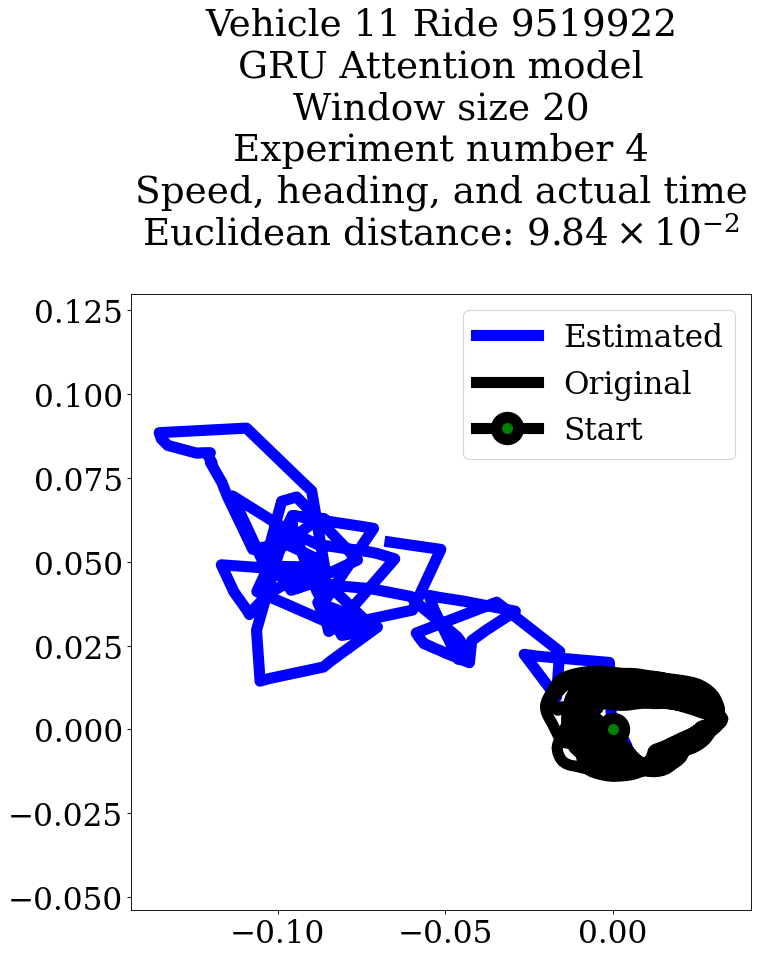 Vehicle 11 Ride 9519922
GRU Attention model
Window size 20
Experiment number 4
Speed, heading, and actual time
Euclidean distance: 9.84 × 10⁻²
Estimated
Original
Start
0.125
0.100
0.075
0.050
0.025
0.000
−0.025
−0.050
−0.10
−0.05
0.00